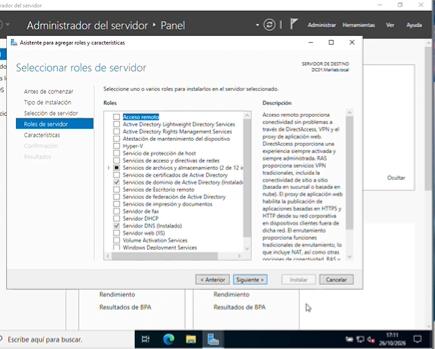 del servidor
Administrador del servidor • Panel
Administrar Herramientas Ver Ayuda
Asistente para agregar roles y características
Seleccionar roles de servidor
SERVIDOR DE DESTINO
Antes de comenzar
Tipo de instalación
Selección de servidor
Roles de servidor
Características
Confirmación
Resultados
Seleccione uno o varios roles para instalarlos en el servidor seleccionado.
Roles
Acceso remoto
Active Directory Lightweight Directory Services
Active Directory Rights Management Services
Atestación de mantenimiento del dispositivo
Hyper-V
Servicio de protección de host
Servicios de acceso y directivas de redes
Servicios de archivos y almacenamiento (2 de 12 i
Servicios de certificados de Active Directory
Servicios de dominio de Active Directory (Instalado
Servicios de Escritorio remoto
Servicios de federación de Active Directory
Servicios de impresión y documentos
Servidor de fax
Servidor DHCP
Servidor DNS (Instalado)
Servidor web (IIS)
Volume Activation Services
Windows Deployment Services
Descripción
Acceso remoto proporciona
conectividad sin problemas a
través de DirectAccess, VPN y el
proxy de aplicación web.
DirectAccess proporciona una
experiencia siempre activa y
siempre administrada. RAS
proporciona servicios VPN
tradicionales, incluida la
conectividad de sitio a sitio
(basada en sucursal o basada en
nube). El proxy de aplicación web
habilita la publicación de
aplicaciones basadas en HTTPS y
HTTP desde su red corporativa
en dispositivos clientes fuera de
dicha red. El enrutamiento
proporciona funciones
tradicionales de enrutamiento, lo
que incluye NAT, así como otras
opciones de conectividad. RAS y
< Anterior
Siguiente >
Instalar
Cancelar
Ocultar
Rendimiento
Resultados de BPA
Rendimiento
Resultados de BPA
Escribe aquí para buscar.
17:11
26/10/2026